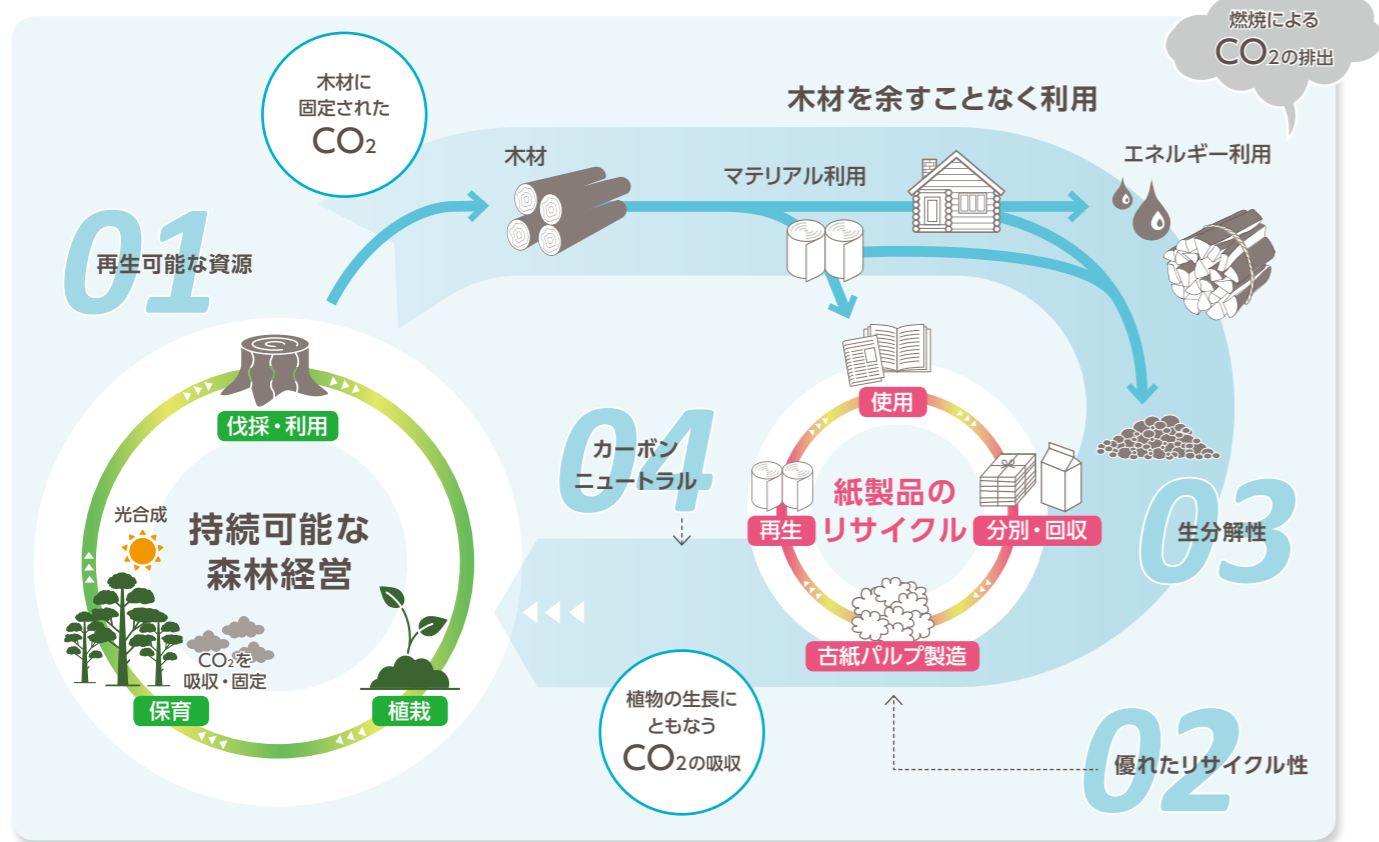 燃焼による
CO2の排出
木材に
固定された
CO2
木材を余すことなく利用
木材
マテリアル利用
エネルギー利用
01
再生可能な資源
伐採・利用
光合成
持続可能な
森林経営
CO2を
吸収・固定
保育
植栽
04
カーボン
ニュートラル
使用
紙製品の
リサイクル
再生
分別・回収
古紙パルプ製造
03
生分解性
植物の生長に
ともなう
CO2の吸収
02
優れたリサイクル性